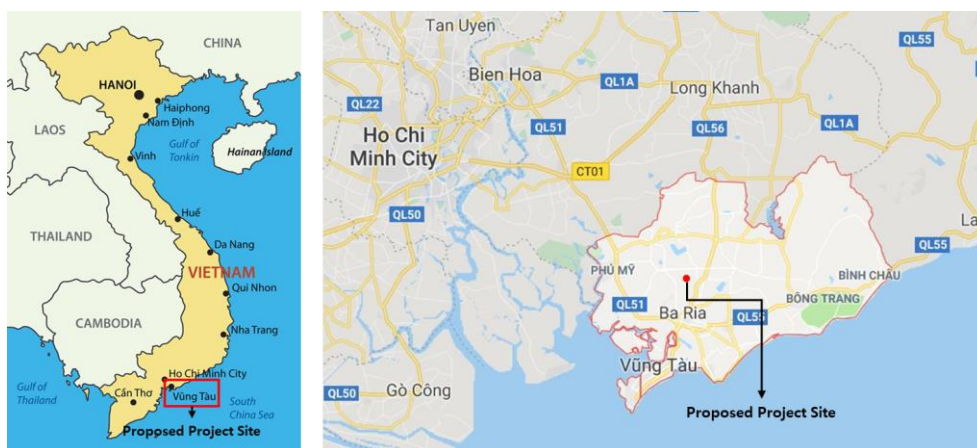 CHINA
HANOI
Haiphong
Nam Định
LAOS
Gulf of
Tonkin
Hainan Island
Vinh
Huế
THAILAND
Da Nang
VIETNAM
Qui Nhon
CAMBODIA
Nha Trang
Ho Chi Minh City
Gulf of
Thailand
Cần Thơ
Vũng Tàu
South
China Sea
Proposed Project Site
Tan Uyen
QL55
Bien Hoa
QL1A
Long Khanh
QL22
Ho Chi
Minh City
QL51
QL56
QL1A
CT01
QL50
La
QL55
PHÚ MỸ
BÌNH CHÂU
QL51
BÔNG TRANG
Ba Ria
QL55
Vũng Tàu
Gò Công
QL50
Proposed Project Site